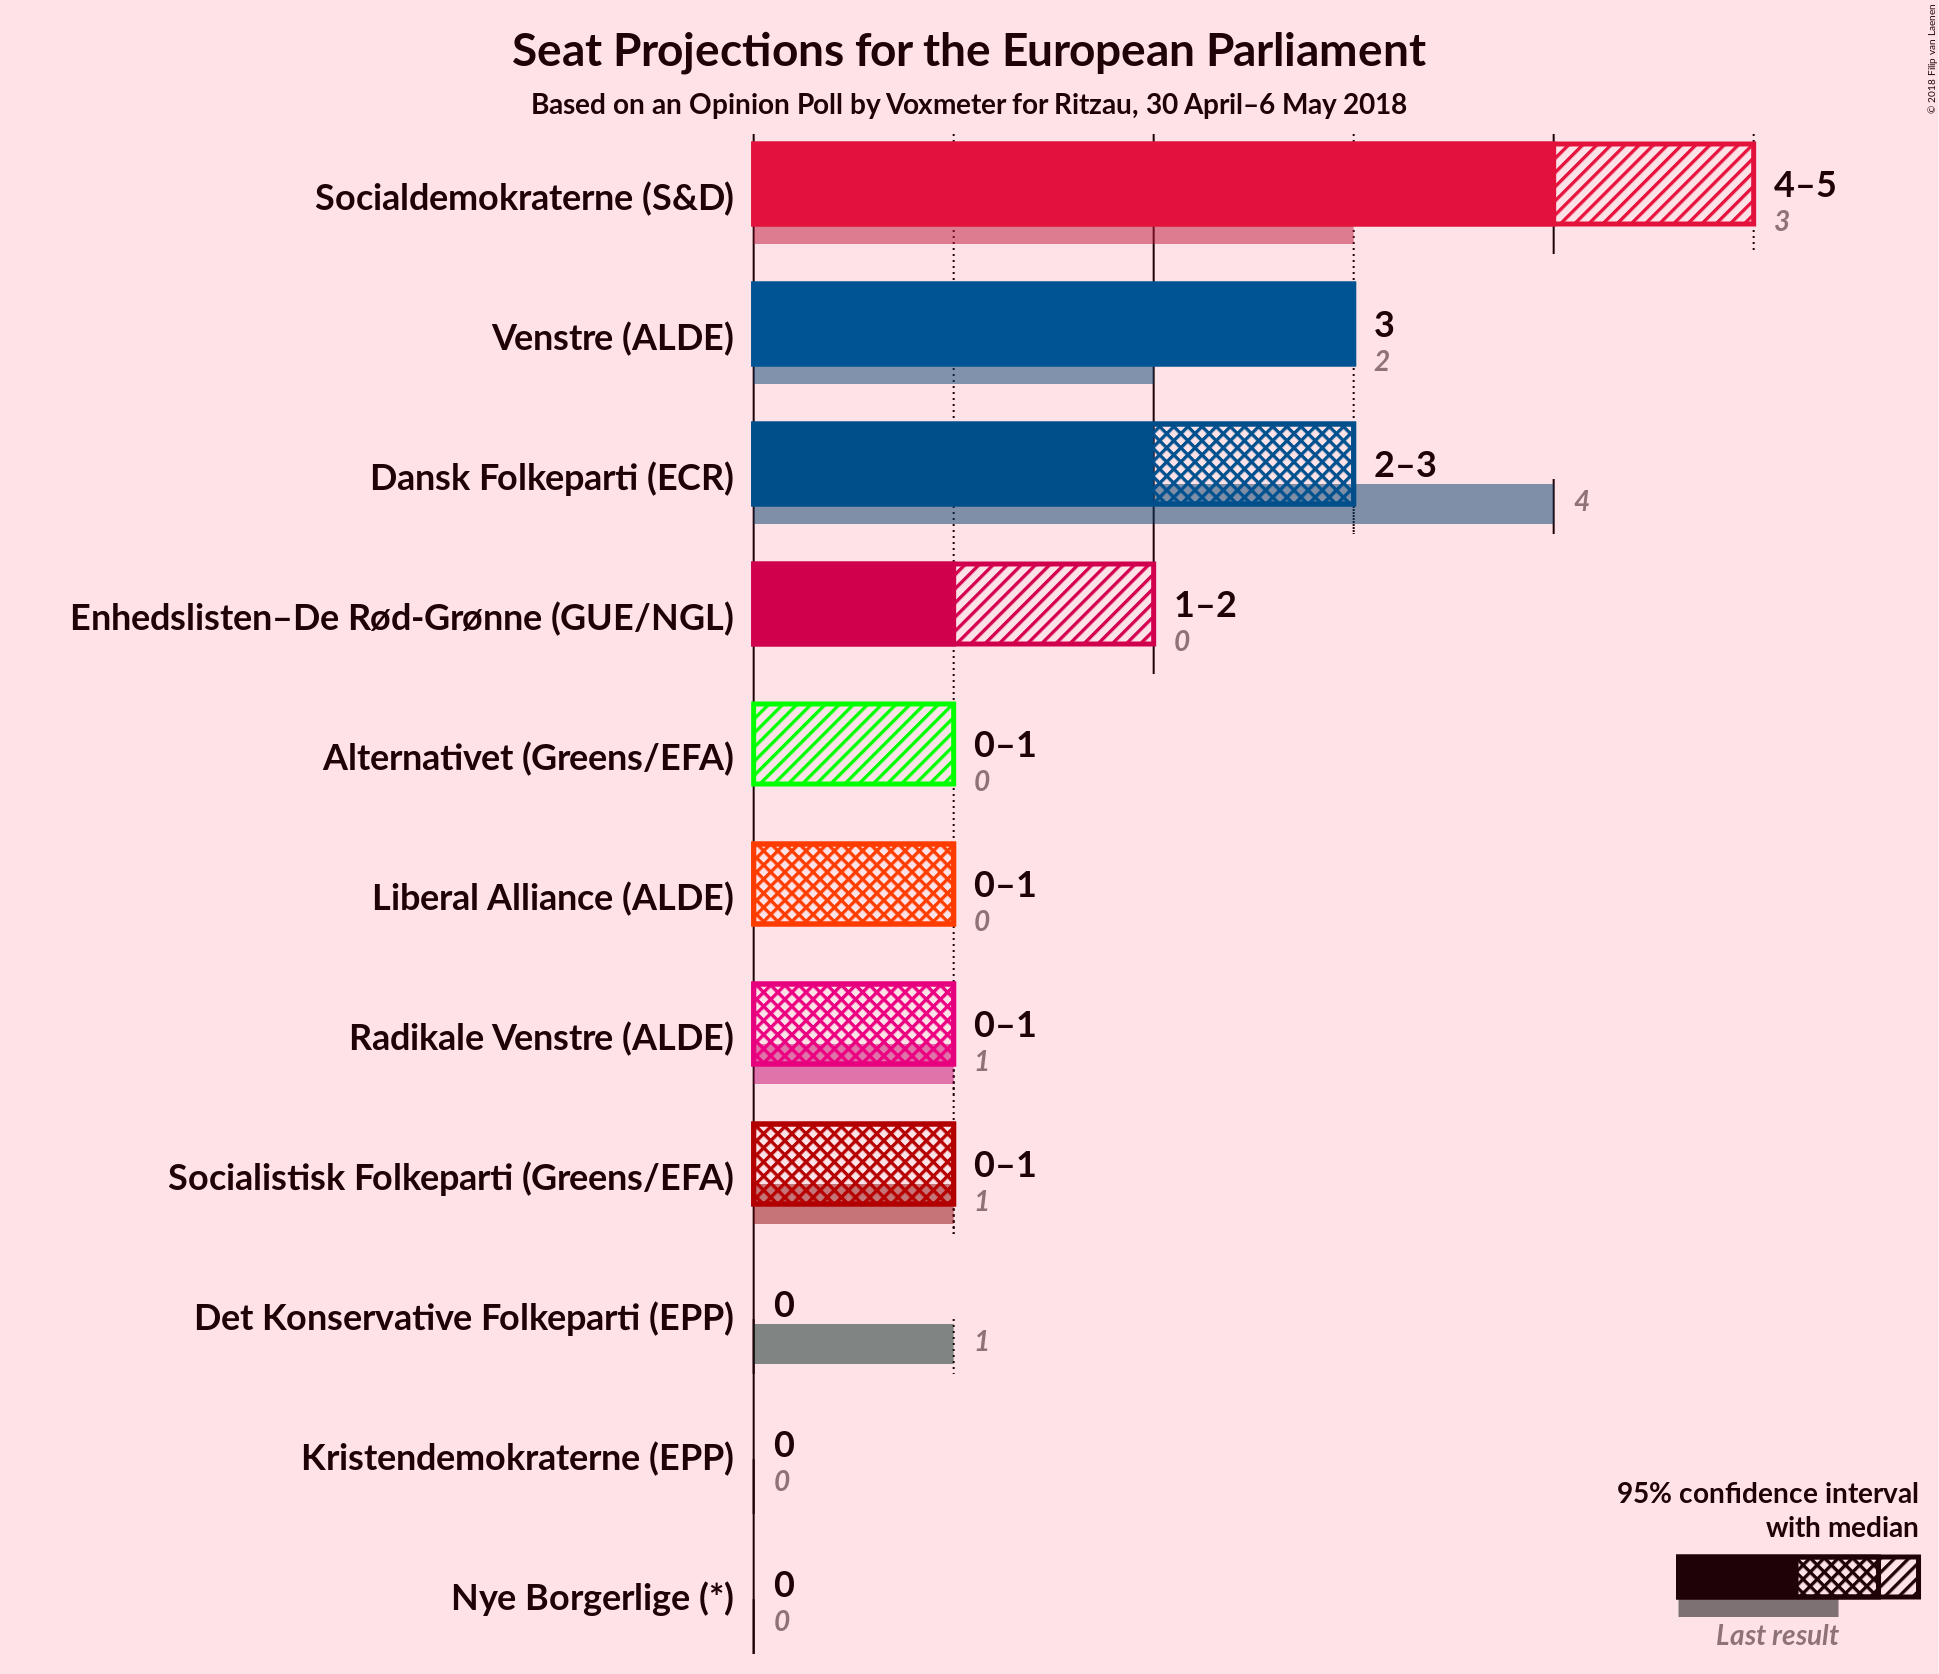 Seat Projections for the European Parliament
Based on an Opinion Poll by Voxmeter for Ritzau, 30 April–6 May 2018
© 2018 Filip van Laenen
Socialdemokraterne (S&D)
4–5
3
Venstre (ALDE)
3
2
Dansk Folkeparti (ECR)
2–3
4
Enhedslisten–De Rød-Grønne (GUE/NGL)
1–2
0
Alternativet (Greens/EFA)
0–1
0
Liberal Alliance (ALDE)
0–1
0
Radikale Venstre (ALDE)
0–1
1
Socialistisk Folkeparti (Greens/EFA)
0–1
1
Det Konservative Folkeparti (EPP)
0
1
Kristendemokraterne (EPP)
0
0
Nye Borgerlige (*)
0
0
95% confidence interval
with median
Last result